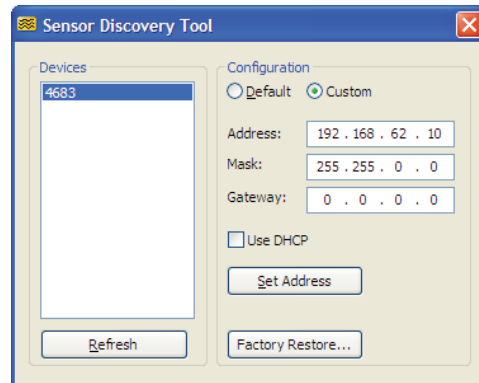 Sensor Discovery Tool
Devices
4683
Refresh
Configuration
Default Custom
Address: 192 . 168 . 62 . 10
Mask: 255 . 255 . 0 . 0
Gateway: 0 . 0 . 0 . 0
Use DHCP
Set Address
Factory Restore...